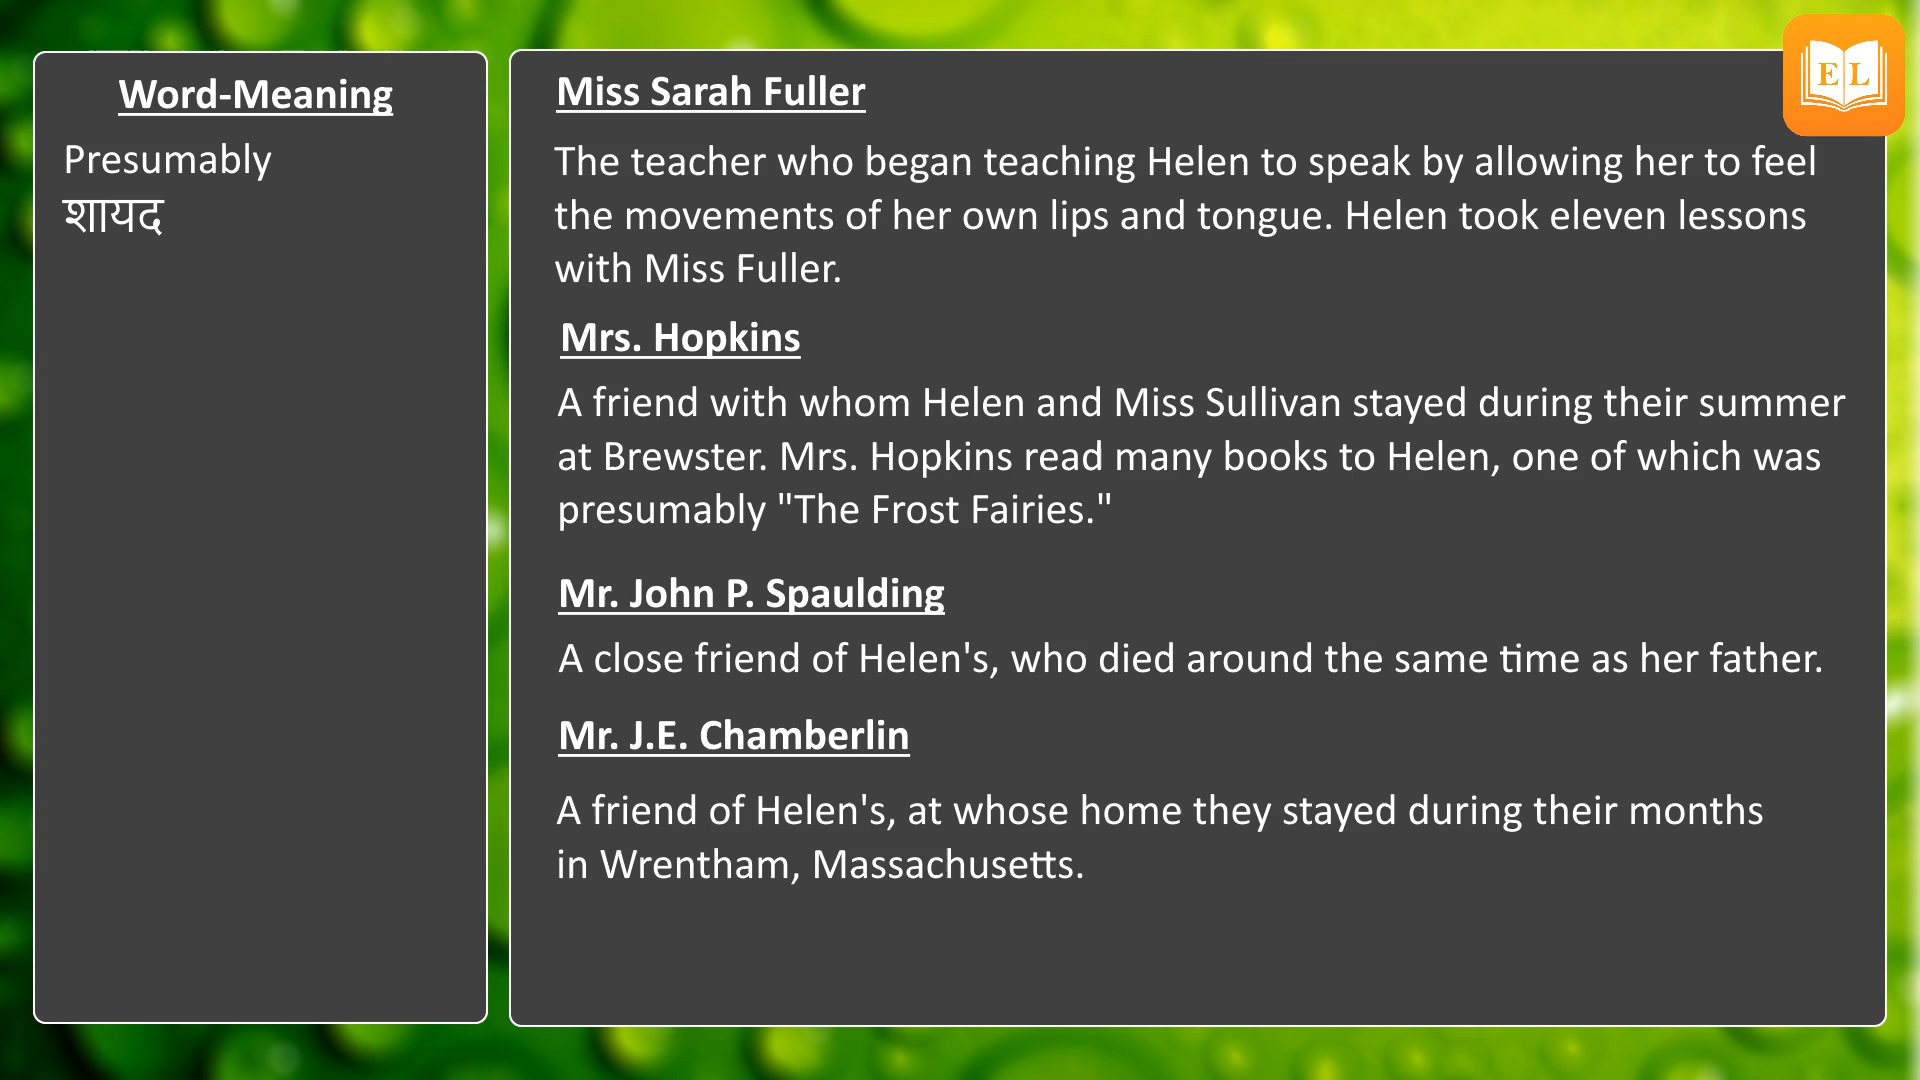 Word-Meaning
Presumably
शायद
Miss Sarah Fuller
The teacher who began teaching Helen to speak by allowing her to feel
the movements of her own lips and tongue. Helen took eleven lessons
with Miss Fuller.
Mrs. Hopkins
A friend with whom Helen and Miss Sullivan stayed during their summer
at Brewster. Mrs. Hopkins read many books to Helen, one of which was
presumably "The Frost Fairies."
Mr. John P. Spaulding
A close friend of Helen's, who died around the same time as her father.
Mr. J.E. Chamberlin
A friend of Helen's, at whose home they stayed during their months
in Wrentham, Massachusetts.
E L